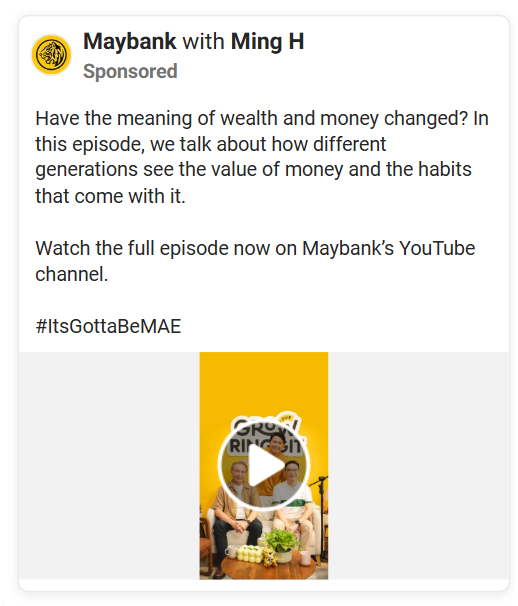 Maybank with Ming H
Sponsored
Have the meaning of wealth and money changed? In
this episode, we talk about how different
generations see the value of money and the habits
that come with it.
Watch the full episode now on Maybank’s YouTube
channel.
#ItsGottaBeMAE
GROW